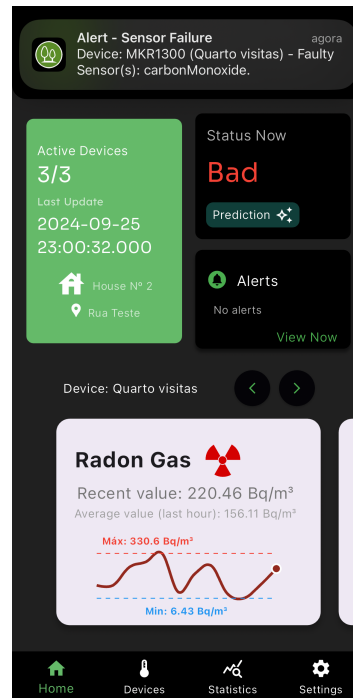 Alert - Sensor Failure agora
Device: MKR1300 (Quarto visitas) - Faulty
Sensor(s): carbonMonoxide.
Active Devices
3/3
Last Update
2024-09-25
23:00:32.000
House Nº 2
Rua Teste
Status Now
Bad
Prediction
Alerts
No alerts
View Now
Device: Quarto visitas
Radon Gas
Recent value: 220.46 Bq/m³
Average value (last hour): 156.11 Bq/m³
Máx: 330.6 Bq/m³
Min: 6.43 Bq/m³
Home Devices Statistics Settings